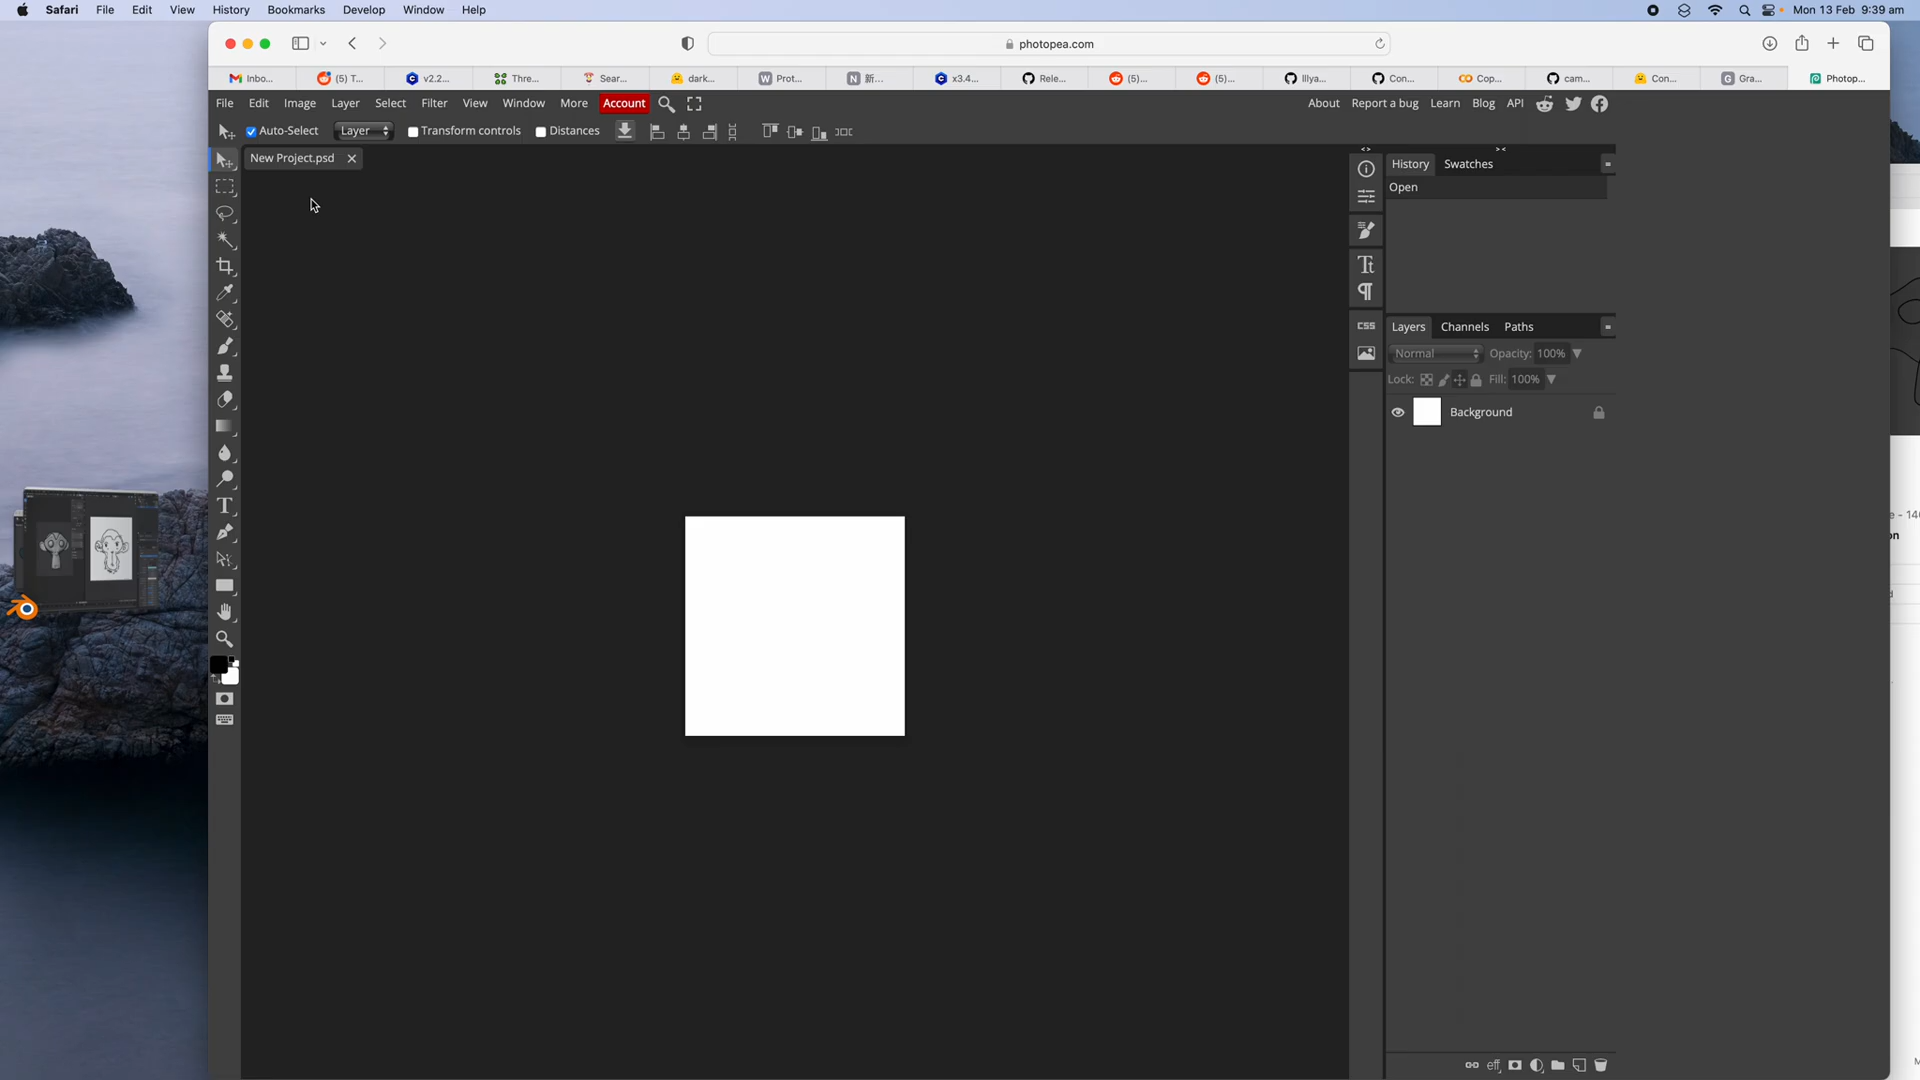 Safari File Edit View History Bookmarks Develop Window Help Mon 13 Feb 9:39 am
photopea.com
Inbo... (5) T... v2.2... Thre... Sear... dark... Prot... 新... x3.4... Rele... (5)... (5)... Illya... Con... Cop... cam... Con... Gra... Photop...
File Edit Image Layer Select Filter View Window More Account About Report a bug Learn Blog API
Auto-Select Layer Transform controls Distances
New Project.psd
History Swatches
Open
CSS
Layers Channels Paths
Normal Opacity: 100%
Lock: Fill: 100%
Background
e - 14
on
d
eff